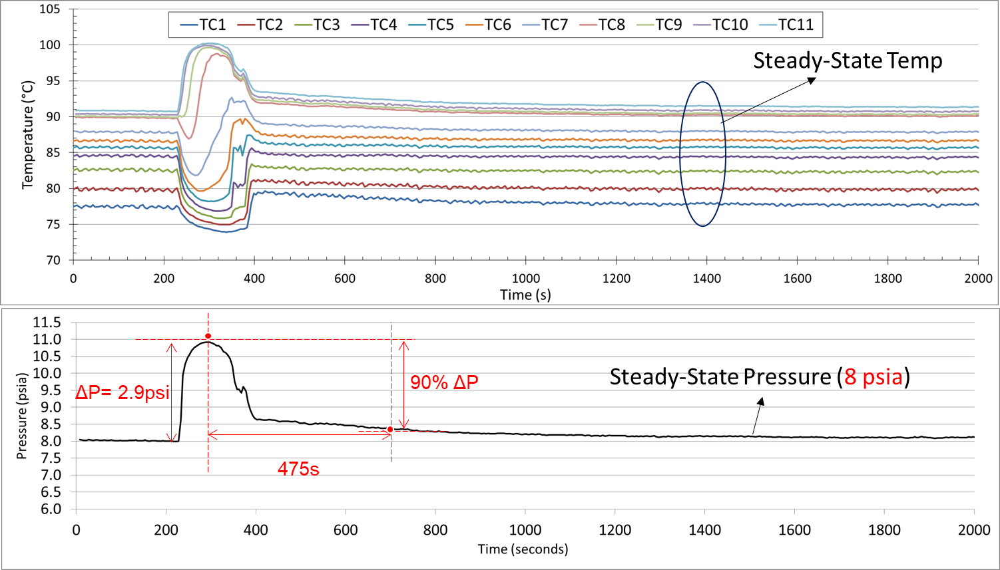 105
TC1 TC2 TC3 TC4 TC5 TC6 TC7 TC8 TC9 TC10 TC11
100
Steady-State Temp
95
90
85
80
75
70
Temperature (°C)
0 200 400 600 800 1000 1200 1400 1600 1800 2000
Time (s)
11.5
11.0
10.5
10.0
9.5
9.0
8.5
8.0
7.5
7.0
6.5
6.0
Pressure (psia)
ΔP= 2.9psi
90% ΔP
Steady-State Pressure (8 psia)
475s
0 200 400 600 800 1000 1200 1400 1600 1800 2000
Time (seconds)